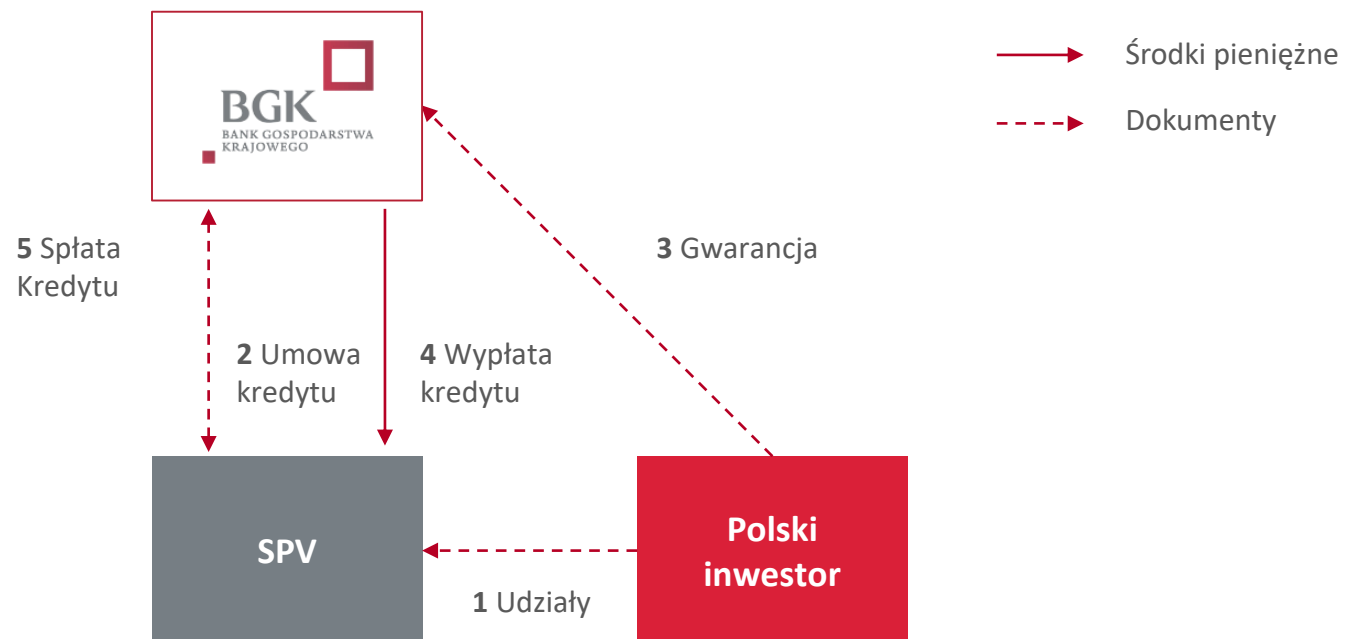 BGK
BANK GOSPODARSTWA
KRAJOWEGO
Środki pieniężne
Dokumenty
5 Spłata
Kredytu
3 Gwarancja
2 Umowa
kredytu
4 Wypłata
kredytu
SPV
Polski
inwestor
1 Udziały